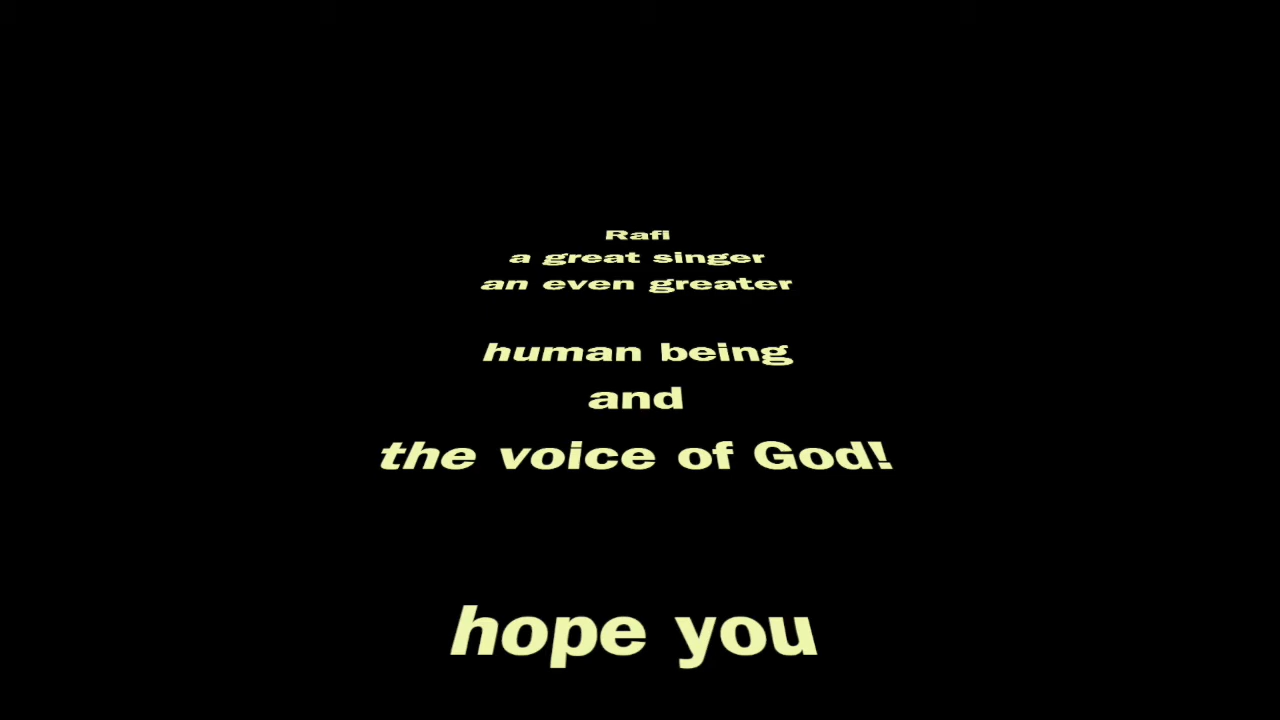 Rafi
a great singer
an even greater
human being
and
the voice of God!
hope you